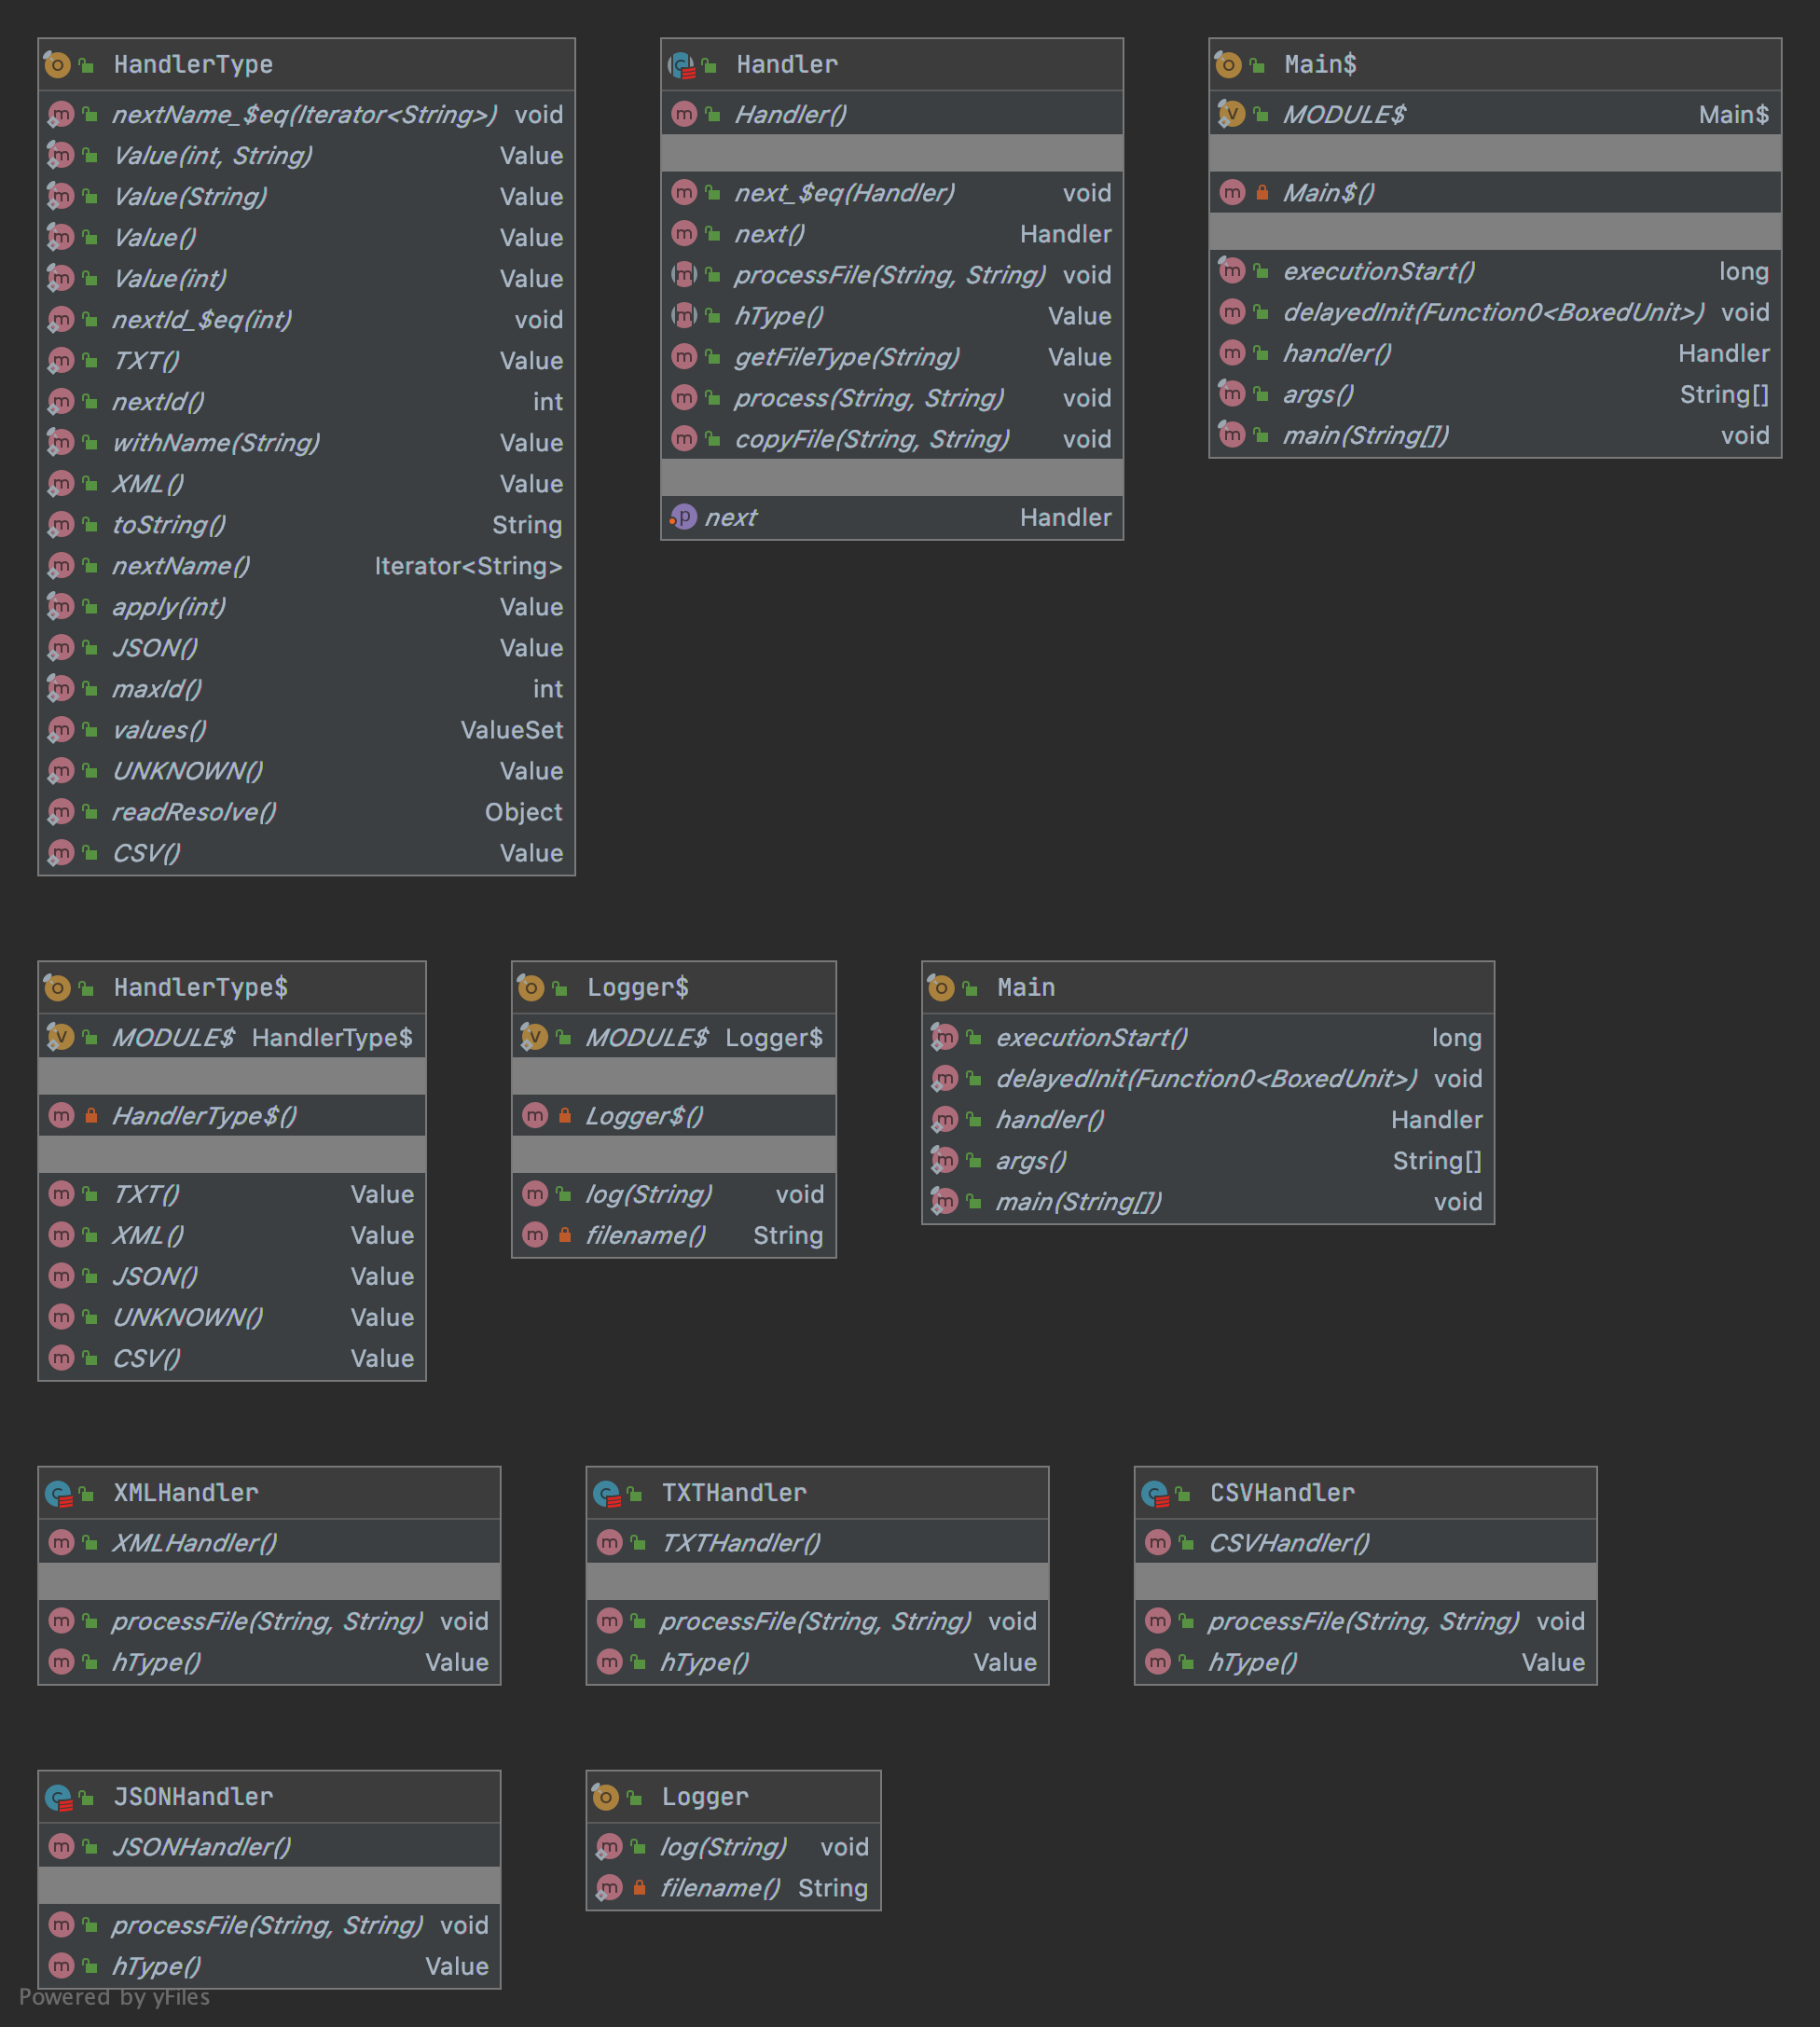 HandlerType
nextName_$eq(Iterator<String>) void
Value(int, String) Value
Value(String) Value
Value() Value
Value(int) Value
nextId_$eq(int) void
TXT() Value
nextId() int
withName(String) Value
XML() Value
toString() String
nextName() Iterator<String>
apply(int) Value
JSON() Value
maxId() int
values() ValueSet
UNKNOWN() Value
readResolve() Object
CSV() Value
Handler
Handler()
next_$eq(Handler) void
next() Handler
processFile(String, String) void
hType() Value
getFileType(String) Value
process(String, String) void
copyFile(String, String) void
next Handler
Main$
MODULE$ Main$
Main$()
executionStart() long
delayedInit(Function0<BoxedUnit>) void
handler() Handler
args() String[]
main(String[]) void
HandlerType$
MODULE$ HandlerType$
HandlerType$()
TXT() Value
XML() Value
JSON() Value
UNKNOWN() Value
CSV() Value
Logger$
MODULE$ Logger$
Logger$()
log(String) void
filename() String
Main
executionStart() long
delayedInit(Function0<BoxedUnit>) void
handler() Handler
args() String[]
main(String[]) void
XMLHandler
XMLHandler()
processFile(String, String) void
hType() Value
TXTHandler
TXTHandler()
processFile(String, String) void
hType() Value
CSVHandler
CSVHandler()
processFile(String, String) void
hType() Value
JSONHandler
JSONHandler()
processFile(String, String) void
hType() Value
Logger
log(String) void
filename() String
Powered by yFiles